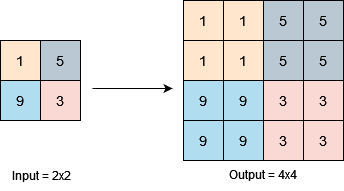 1 5
9 3
1 1 5 5
1 1 5 5
9 9 3 3
9 9 3 3
Input = 2x2
Output = 4x4